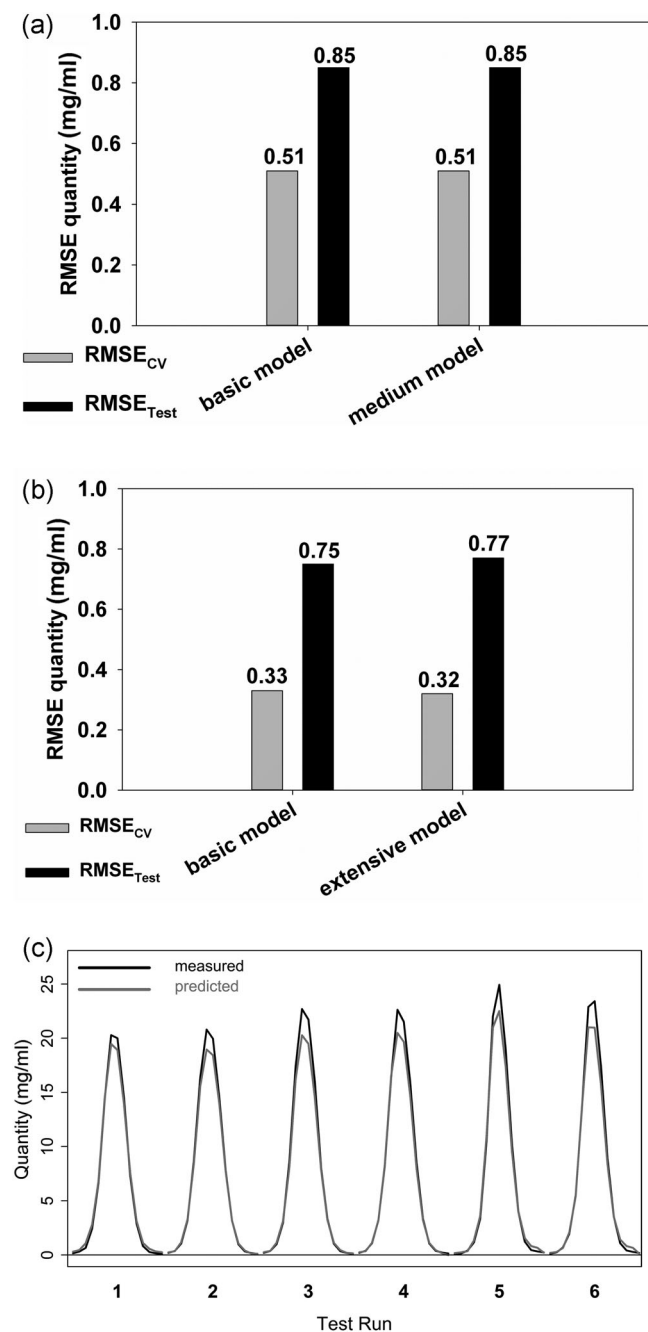 (a)
RMSE quantity (mg/ml)
1.0
0.8
0.6
0.4
0.2
0.0
0.51
0.85
0.51
0.85
basic model
medium model
RMSE_CV
RMSE_Test
(b)
RMSE quantity (mg/ml)
1.0
0.8
0.6
0.4
0.2
0.0
0.33
0.75
0.32
0.77
basic model
extensive model
RMSE_CV
RMSE_Test
(c)
measured
predicted
Quantity (mg/ml)
25
20
15
10
5
0
1 2 3 4 5 6
Test Run